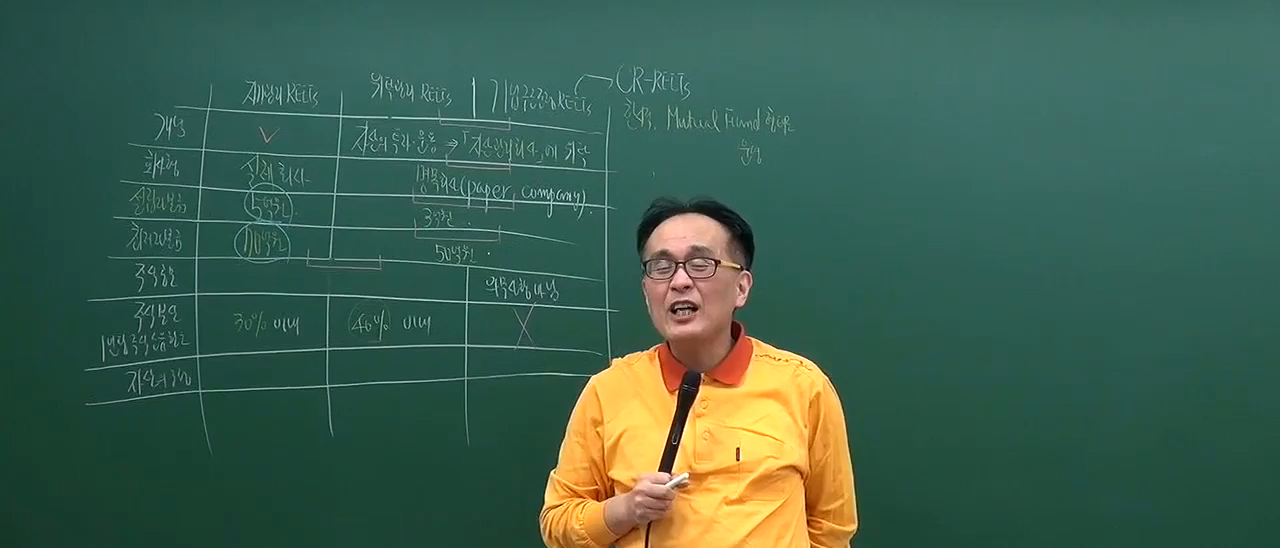 자기관리 REITs 위탁관리 REITs 기업구조조정 REITs → CR-REITs
한시적, Mutual Fund 형태
운영
개념 ∨ 자산의 투자·운용 ⇒ 「자산관리회사」에 위탁
회사형 실체회사 명목회사(paper company).
설립자본금 5억원. 3억원.
최저자본금 70억원 50억원.
주식공모 의무사항 아님
주식분산 30% 이내 40% 이내 X
1인당 주식소유한도
자산의 구성